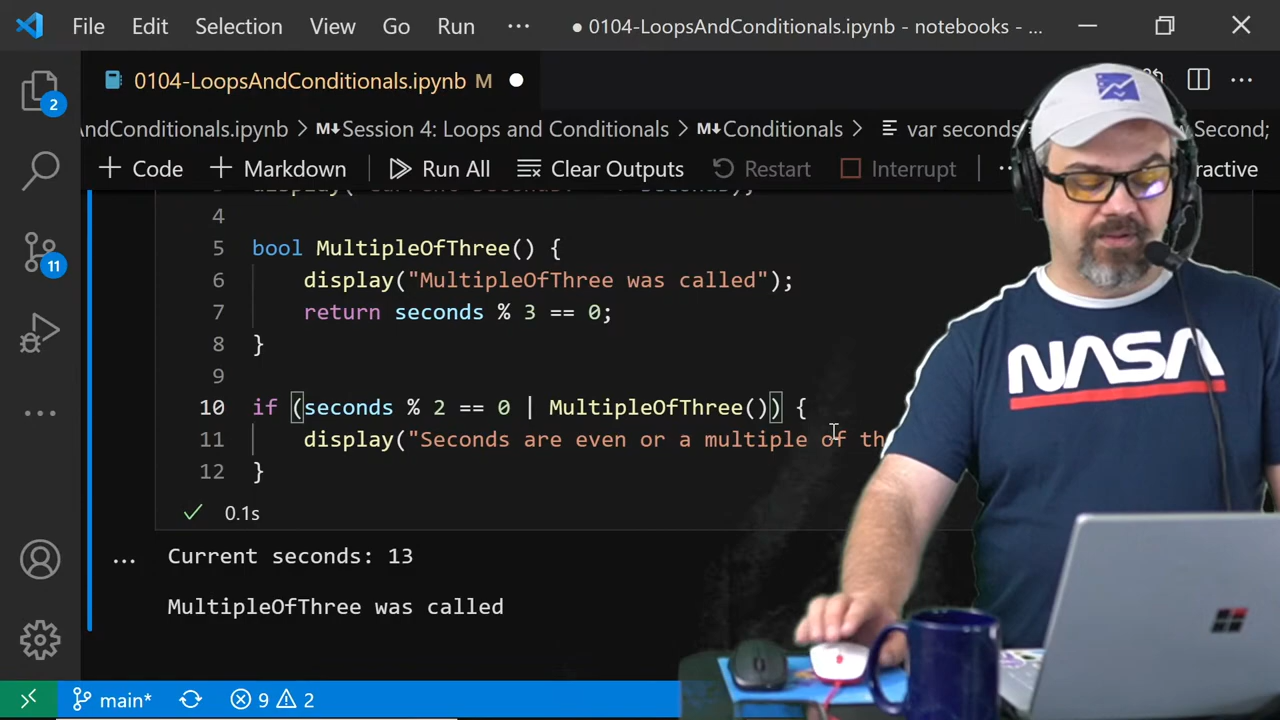 File Edit Selection View Go Run ··· ● 0104-LoopsAndConditionals.ipynb - notebooks - ...
0104-LoopsAndConditionals.ipynb M
AndConditionals.ipynb > M↓Session 4: Loops and Conditionals > M↓Conditionals > var seconds Second;
+ Code + Markdown Run All Clear Outputs Restart Interrupt ···
4
5 bool MultipleOfThree() {
6 display("MultipleOfThree was called");
7 return seconds % 3 == 0;
8 }
9
10 if (seconds % 2 == 0 | MultipleOfThree()) {
11 display("Seconds are even or a multiple of
12 }
✓ 0.1s
... Current seconds: 13
MultipleOfThree was called
2
11
NASA
main* 9 2